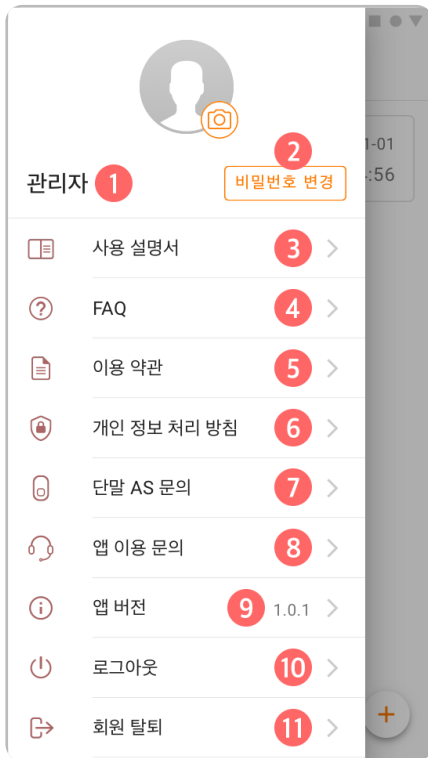 1-01
:56
2
관리자 1 비밀번호 변경
사용 설명서 3
FAQ 4
이용 약관 5
개인 정보 처리 방침 6
단말 AS 문의 7
앱 이용 문의 8
앱 버전 9 1.0.1
로그아웃 10
회원 탈퇴 11